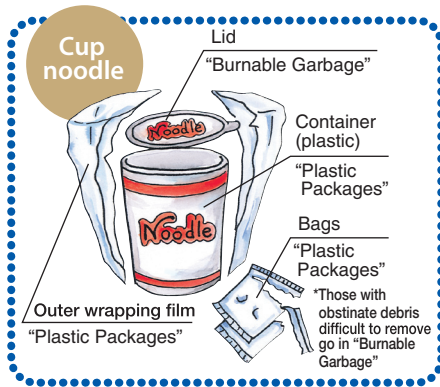 Cup
noodle
Lid
“Burnable Garbage”
Noodle
Container
(plastic)
“Plastic
Packages”
Noodle
Bags
“Plastic
Packages”
*Those with
obstinate debris
difficult to remove
go in “Burnable
Garbage”
Outer wrapping film
“Plastic Packages”